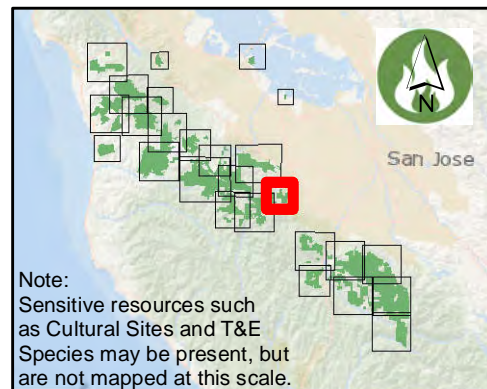 N
San Jose
Note:
Sensitive resources such
as Cultural Sites and T&E
Species may be present, but
are not mapped at this scale.